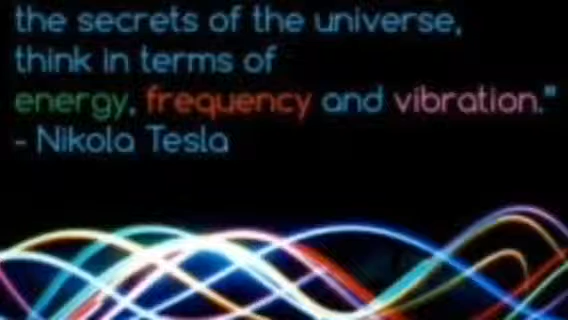 the secrets of the universe,
think in terms of
energy, frequency and vibration."
- Nikola Tesla